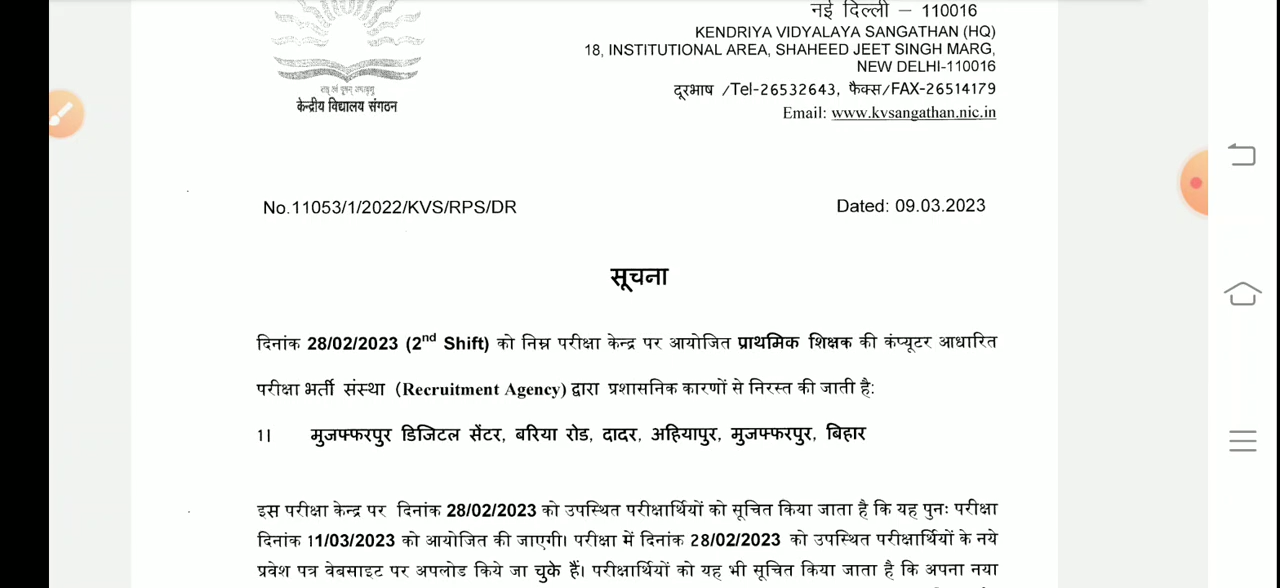 नई दिल्ली – 110016
KENDRIYA VIDYALAYA SANGATHAN (HQ)
18, INSTITUTIONAL AREA, SHAHEED JEET SINGH MARG,
NEW DELHI-110016
दूरभाष /Tel-26532643, फैक्स/FAX-26514179
Email: www.kvsangathan.nic.in
केन्द्रीय विद्यालय संगठन
No.11053/1/2022/KVS/RPS/DR Dated: 09.03.2023
सूचना
दिनांक 28/02/2023 (2nd Shift) को निम्न परीक्षा केन्द्र पर आयोजित प्राथमिक शिक्षक की कंप्यूटर आधारित
परीक्षा भर्ती संस्था (Recruitment Agency) द्वारा प्रशासनिक कारणों से निरस्त की जाती है:
1। मुजफ्फरपुर डिजिटल सेंटर, बरिया रोड, दादर, अहियापुर, मुजफ्फरपुर, बिहार
इस परीक्षा केन्द्र पर दिनांक 28/02/2023 को उपस्थित परीक्षार्थियों को सूचित किया जाता है कि यह पुनः परीक्षा
दिनांक 11/03/2023 को आयोजित की जाएगी। परीक्षा में दिनांक 28/02/2023 को उपस्थित परीक्षार्थियों के नये
प्रवेश पत्र वेबसाइट पर अपलोड किये जा चुके हैं। परीक्षार्थियों को यह भी सूचित किया जाता है कि अपना नया